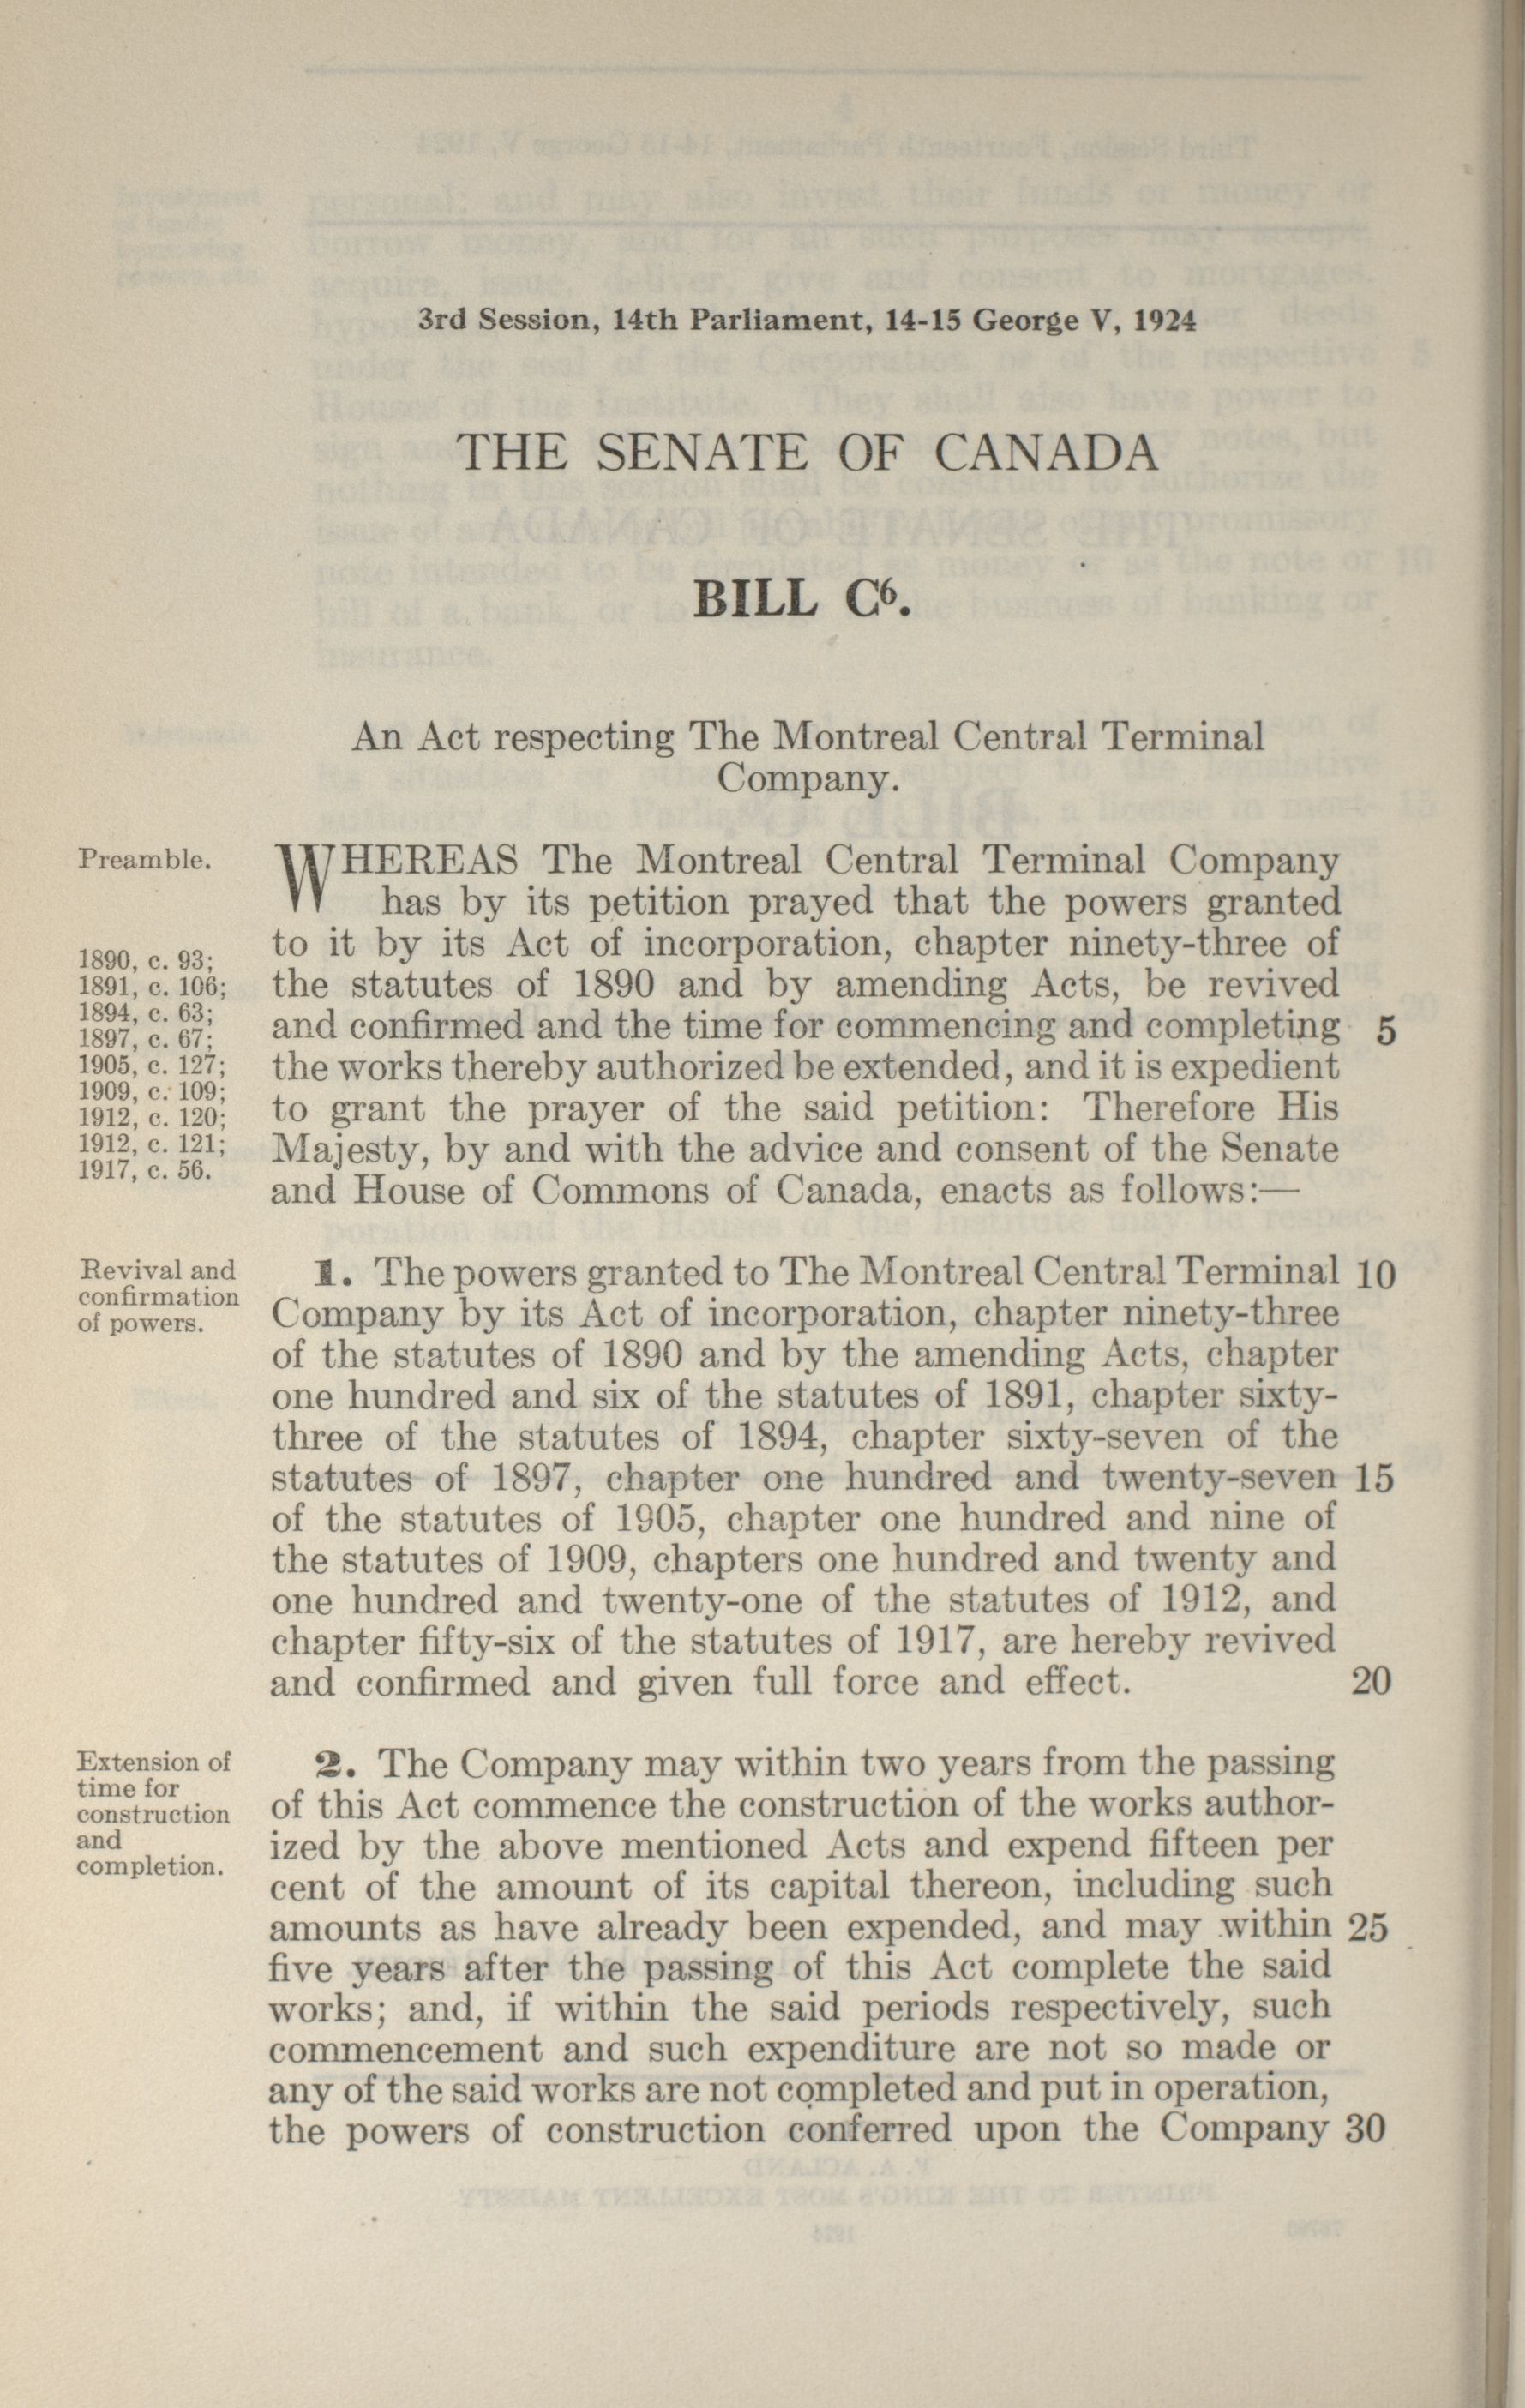 3rd Session, 14th Parliament, 14-15 George V, 1924
THE SENATE OF CANADA
BILL C⁶.
An Act respecting The Montreal Central Terminal
Company.
Preamble.
WHEREAS The Montreal Central Terminal Company
has by its petition prayed that the powers granted
to it by its Act of incorporation, chapter ninety-three of
the statutes of 1890 and by amending Acts, be revived
and confirmed and the time for commencing and completing 5
the works thereby authorized be extended, and it is expedient
to grant the prayer of the said petition: Therefore His
Majesty, by and with the advice and consent of the Senate
and House of Commons of Canada, enacts as follows:—
1890, c. 93;
1891, c. 106;
1894, c. 63;
1897, c. 67;
1905, c. 127;
1909, c. 109;
1912, c. 120;
1912, c. 121;
1917, c. 56.
Revival and
confirmation
of powers.
1. The powers granted to The Montreal Central Terminal 10
Company by its Act of incorporation, chapter ninety-three
of the statutes of 1890 and by the amending Acts, chapter
one hundred and six of the statutes of 1891, chapter sixty-
three of the statutes of 1894, chapter sixty-seven of the
statutes of 1897, chapter one hundred and twenty-seven 15
of the statutes of 1905, chapter one hundred and nine of
the statutes of 1909, chapters one hundred and twenty and
one hundred and twenty-one of the statutes of 1912, and
chapter fifty-six of the statutes of 1917, are hereby revived
and confirmed and given full force and effect. 20
Extension of
time for
construction
and
completion.
2. The Company may within two years from the passing
of this Act commence the construction of the works author-
ized by the above mentioned Acts and expend fifteen per
cent of the amount of its capital thereon, including such
amounts as have already been expended, and may within 25
five years after the passing of this Act complete the said
works; and, if within the said periods respectively, such
commencement and such expenditure are not so made or
any of the said works are not completed and put in operation,
the powers of construction conferred upon the Company 30